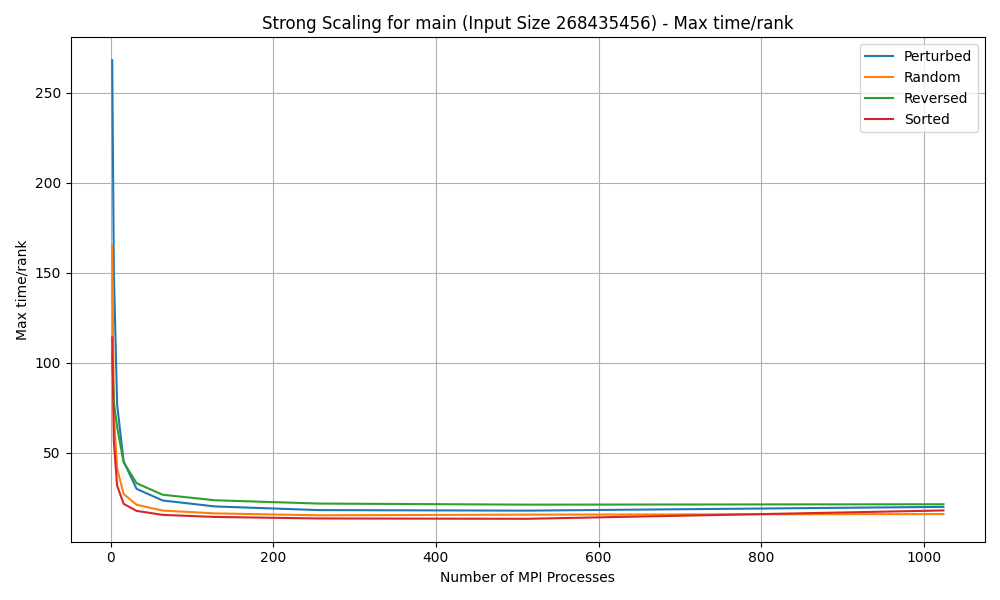 Strong Scaling for main (Input Size 268435456) - Max time/rank
Perturbed
Random
Reversed
Sorted
Max time/rank
250
200
150
100
50
0
200
400
600
800
1000
Number of MPI Processes